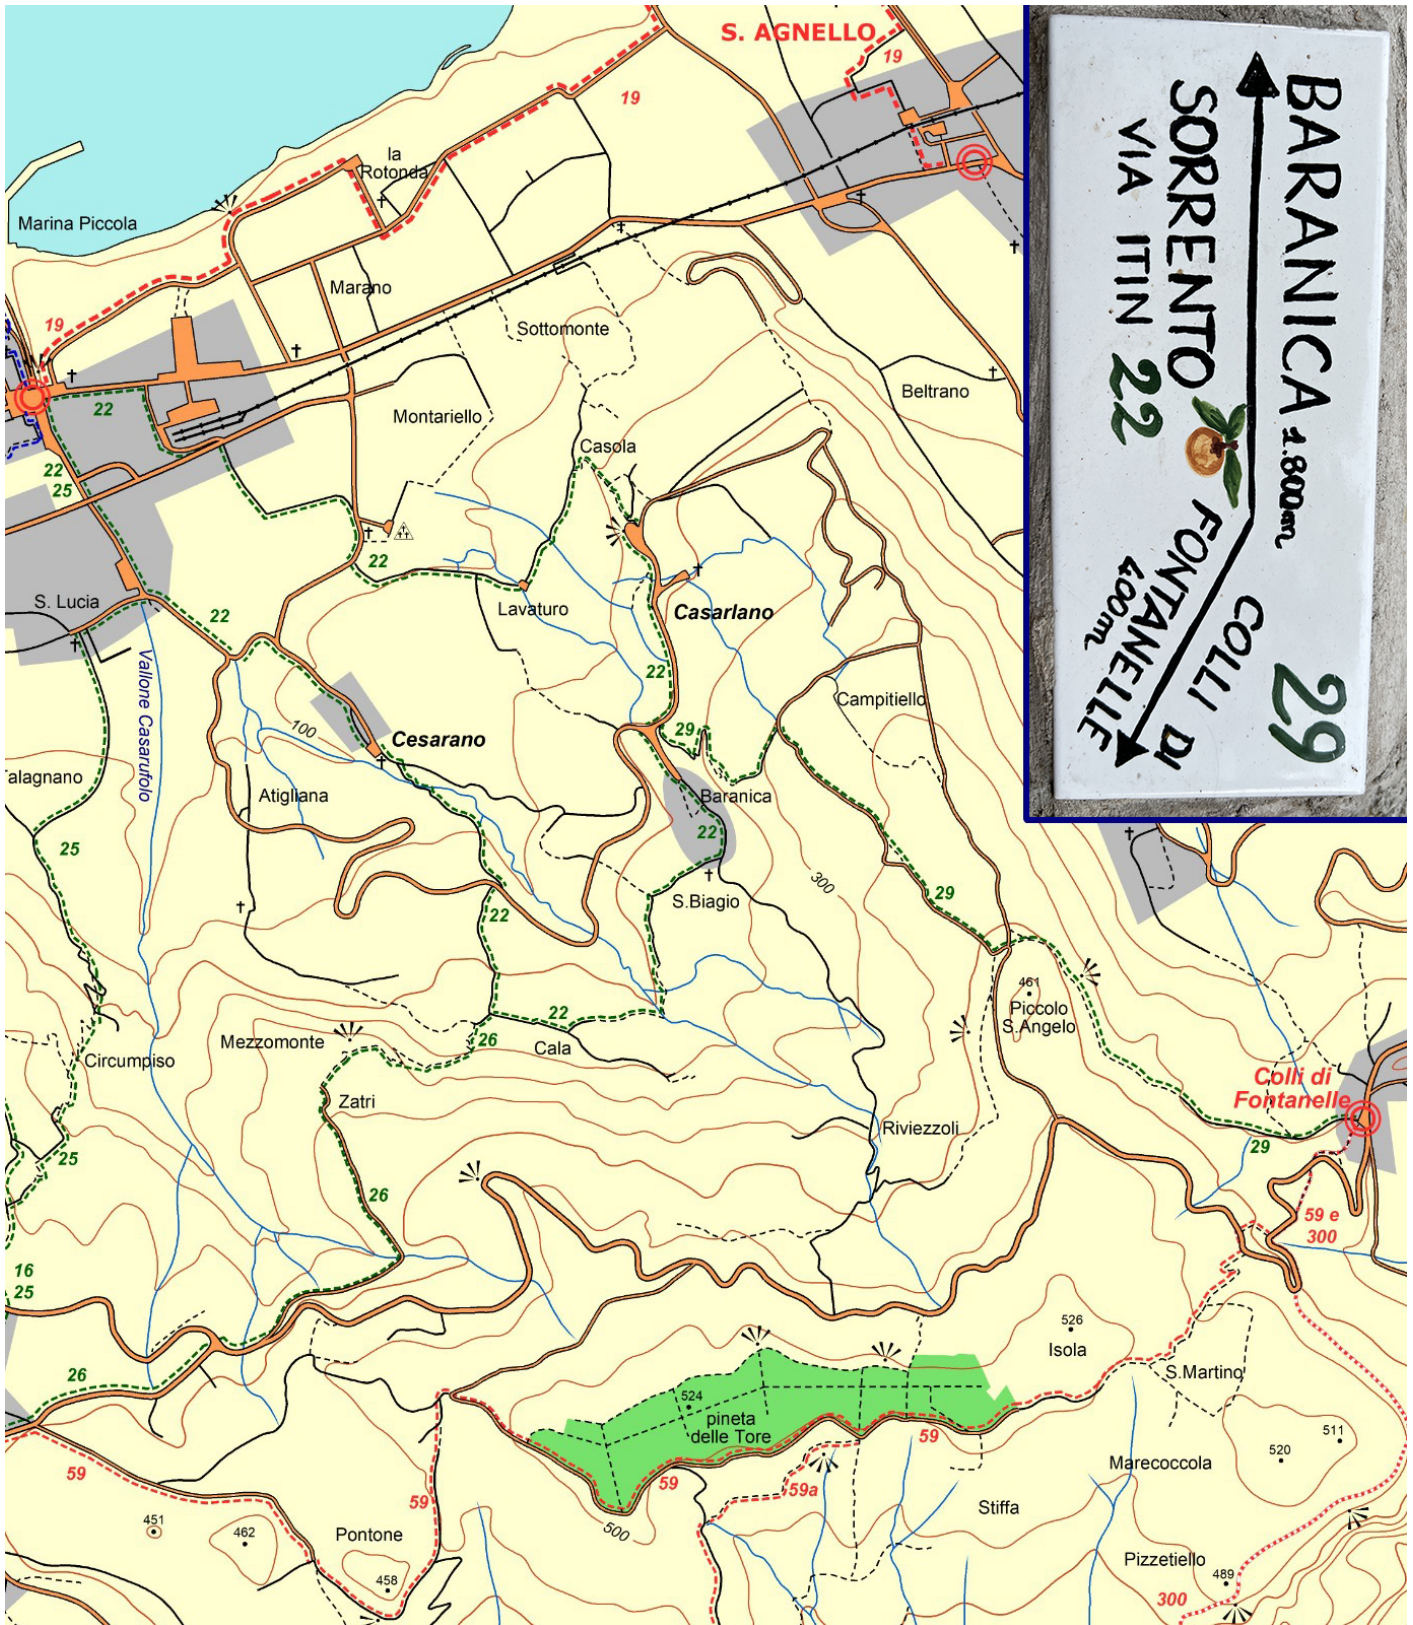 S. AGNELLO
19
19
la
Rotonda
Marina Piccola
Marano
19
Sottomonte
22
Montariello
Beltrano
Casola
22
25
22
Lavaturo
Casarlano
S. Lucia
22
Vallone Casarufolo
22
Campitiello
100
Cesarano
29
alagnano
Atigliana
Baranica
22
25
300
29
22
S.Biagio
461
Piccolo
S.Angelo
22
Mezzomonte
26
Cala
Circumpiso
Colli di
Fontanelle
Zatri
Riviezzoli
25
29
26
59 e
300
16
25
526
Isola
S.Martino
26
524
pineta
delle Tore
511
59
520
Marecoccola
59
59
59a
59
Stiffa
451
462
Pontone
500
458
Pizzetiello
489
300
BARANICA 1.800m
SORRENTO
VIA ITIN 22
29
COLLI DI
FONTANELLE
400m